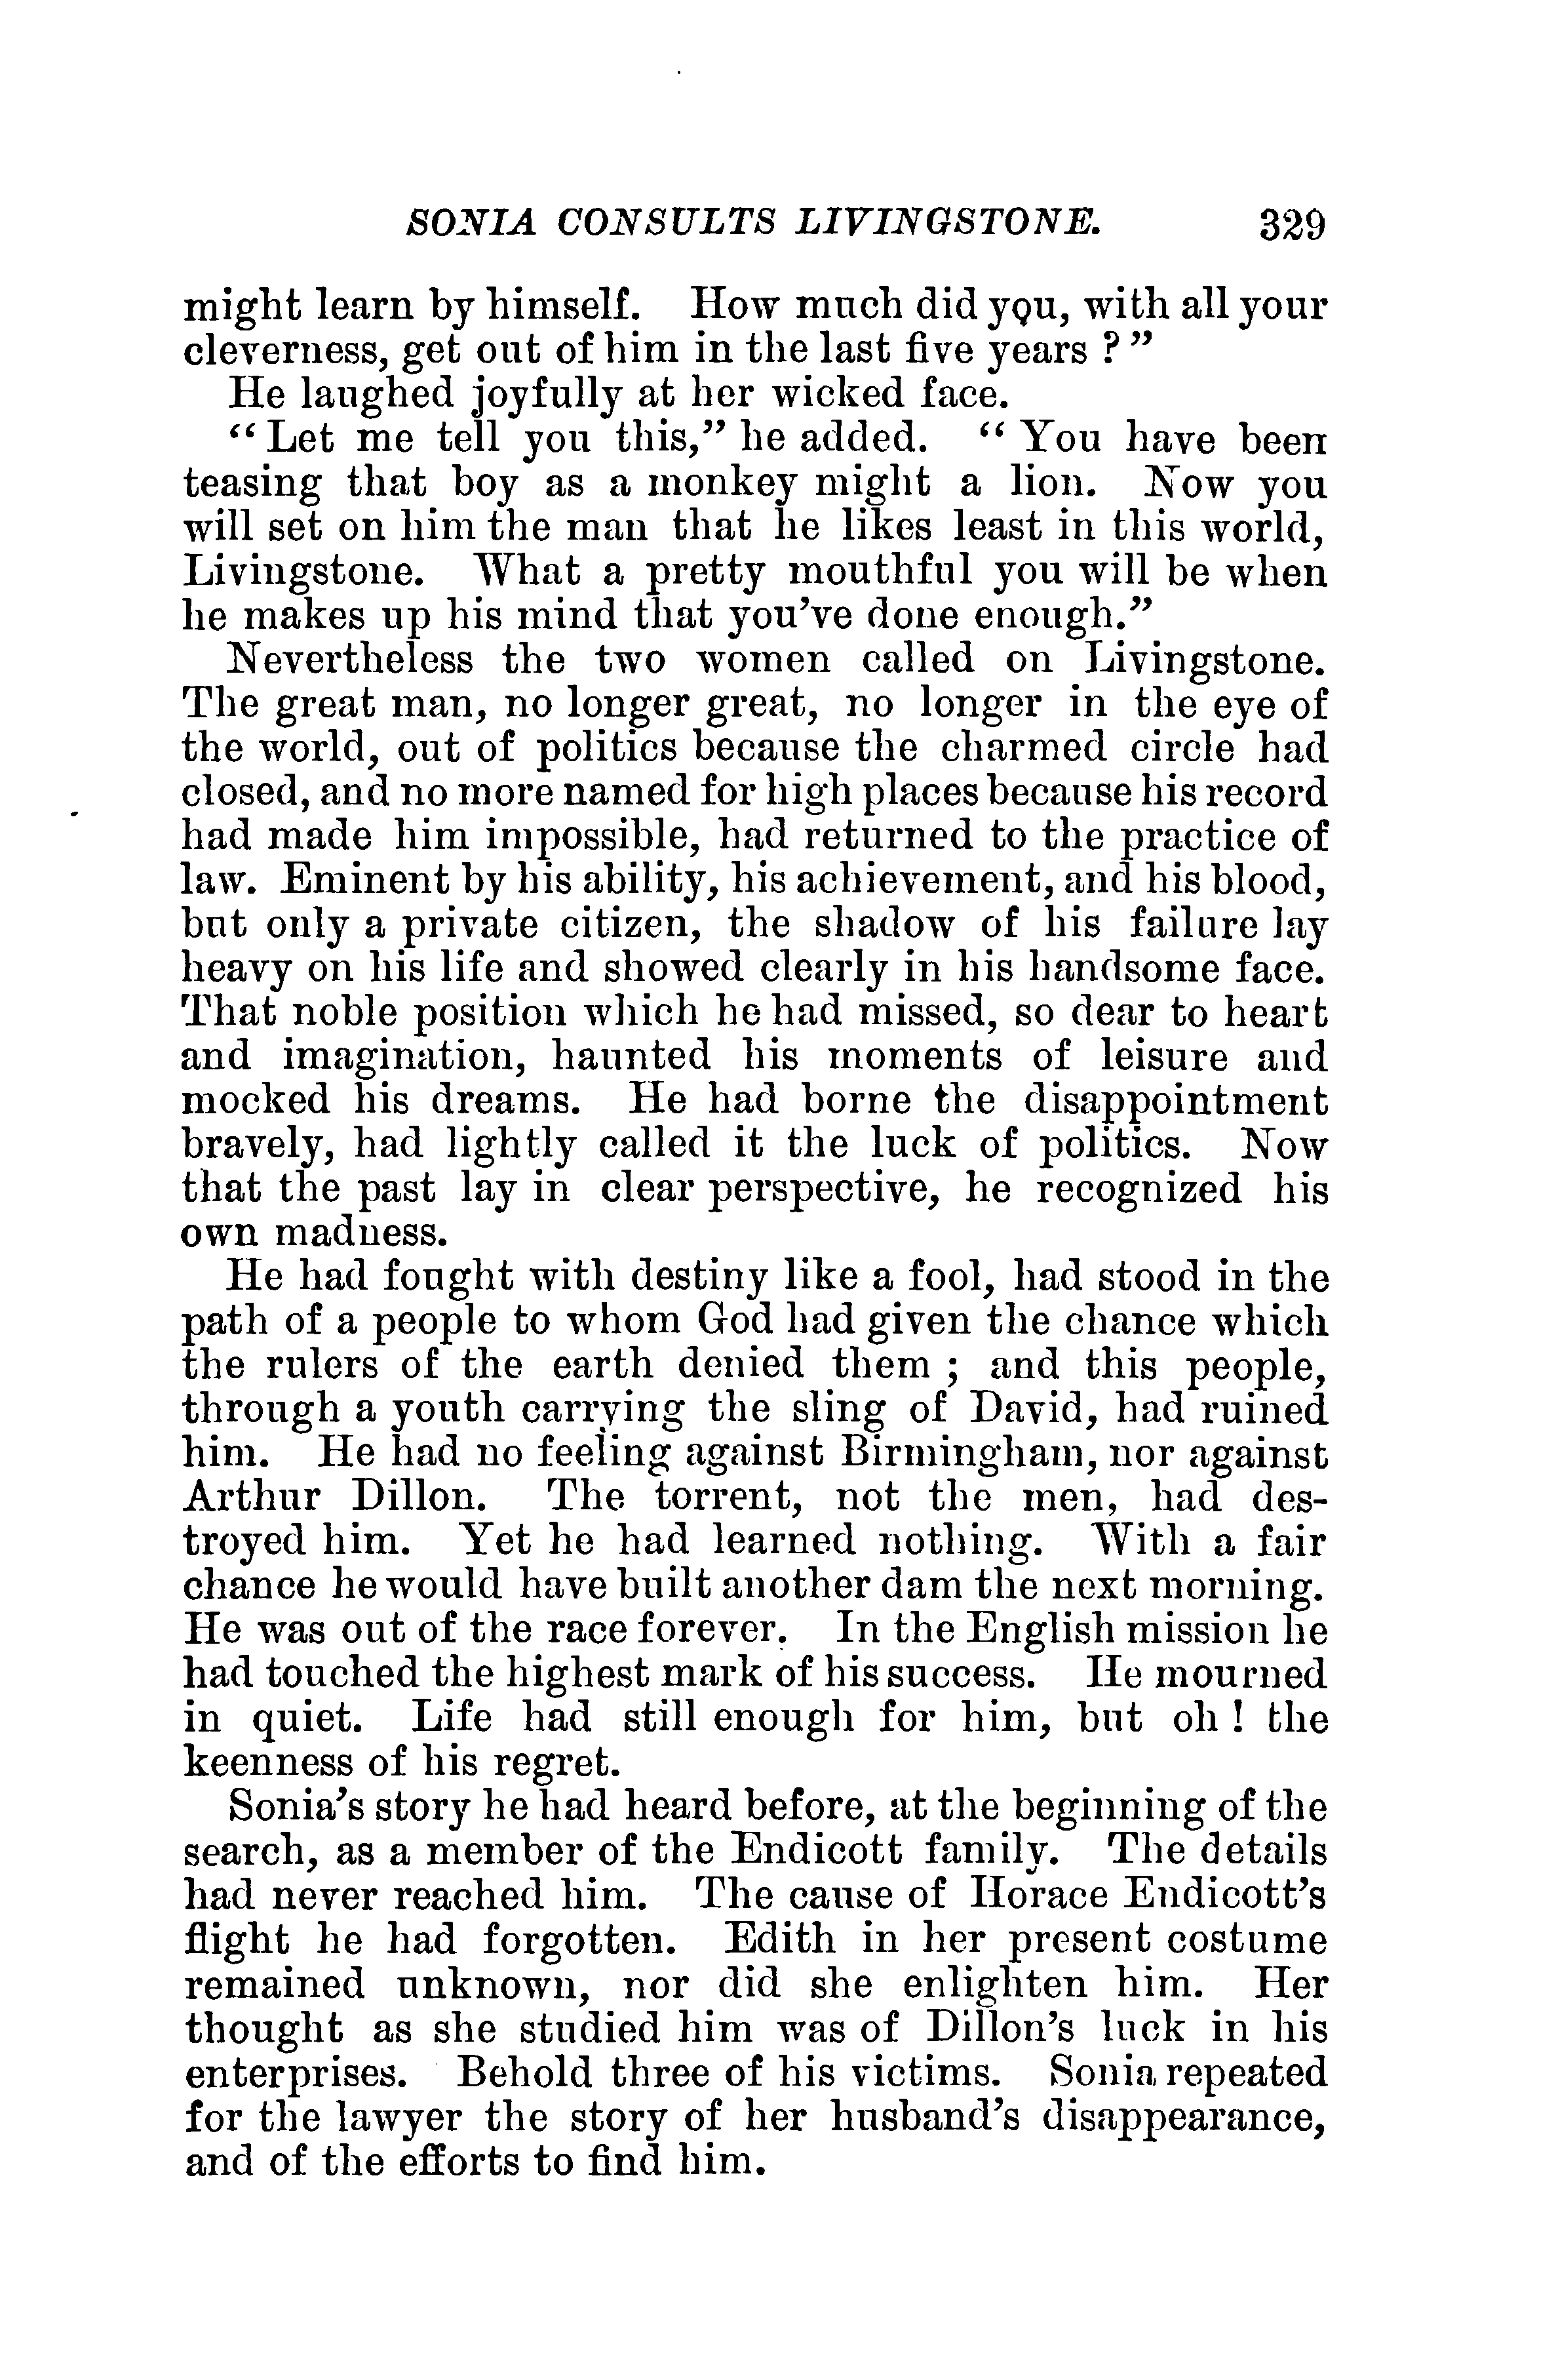 SONIA CONSULTS LIVINGSTONE. 329
might learn by himself. How much did you, with all your
cleverness, get out of him in the last five years ? ”
He laughed joyfully at her wicked face.
“ Let me tell you this,” he added. “ You have been
teasing that boy as a monkey might a lion. Now you
will set on him the man that he likes least in this world,
Livingstone. What a pretty mouthful you will be when
he makes up his mind that you’ve done enough.”
Nevertheless the two women called on Livingstone.
The great man, no longer great, no longer in the eye of
the world, out of politics because the charmed circle had
closed, and no more named for high places because his record
had made him impossible, had returned to the practice of
law. Eminent by his ability, his achievement, and his blood,
but only a private citizen, the shadow of his failure lay
heavy on his life and showed clearly in his handsome face.
That noble position which he had missed, so dear to heart
and imagination, haunted his moments of leisure and
mocked his dreams. He had borne the disappointment
bravely, had lightly called it the luck of politics. Now
that the past lay in clear perspective, he recognized his
own madness.
He had fought with destiny like a fool, had stood in the
path of a people to whom God had given the chance which
the rulers of the earth denied them ; and this people,
through a youth carrying the sling of David, had ruined
him. He had no feeling against Birmingham, nor against
Arthur Dillon. The torrent, not the men, had des-
troyed him. Yet he had learned nothing. With a fair
chance he would have built another dam the next morning.
He was out of the race forever. In the English mission he
had touched the highest mark of his success. He mourned
in quiet. Life had still enough for him, but oh ! the
keenness of his regret.
Sonia’s story he had heard before, at the beginning of the
search, as a member of the Endicott family. The details
had never reached him. The cause of Horace Endicott’s
flight he had forgotten. Edith in her present costume
remained unknown, nor did she enlighten him. Her
thought as she studied him was of Dillon’s luck in his
enterprises. Behold three of his victims. Sonia repeated
for the lawyer the story of her husband’s disappearance,
and of the efforts to find him.